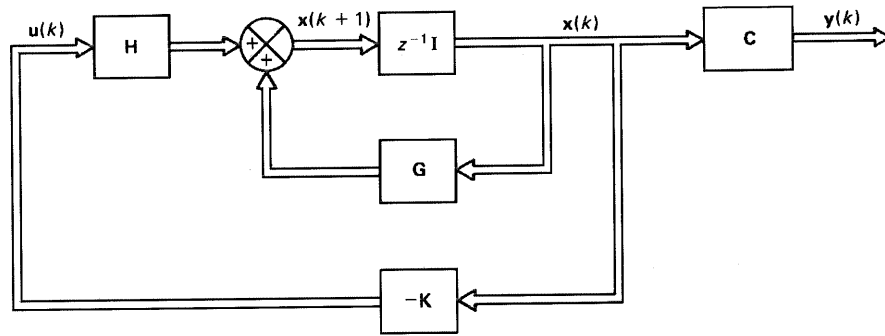 u(k)
H
+
+
x(k + 1)
z⁻¹I
x(k)
C
y(k)
G
−K